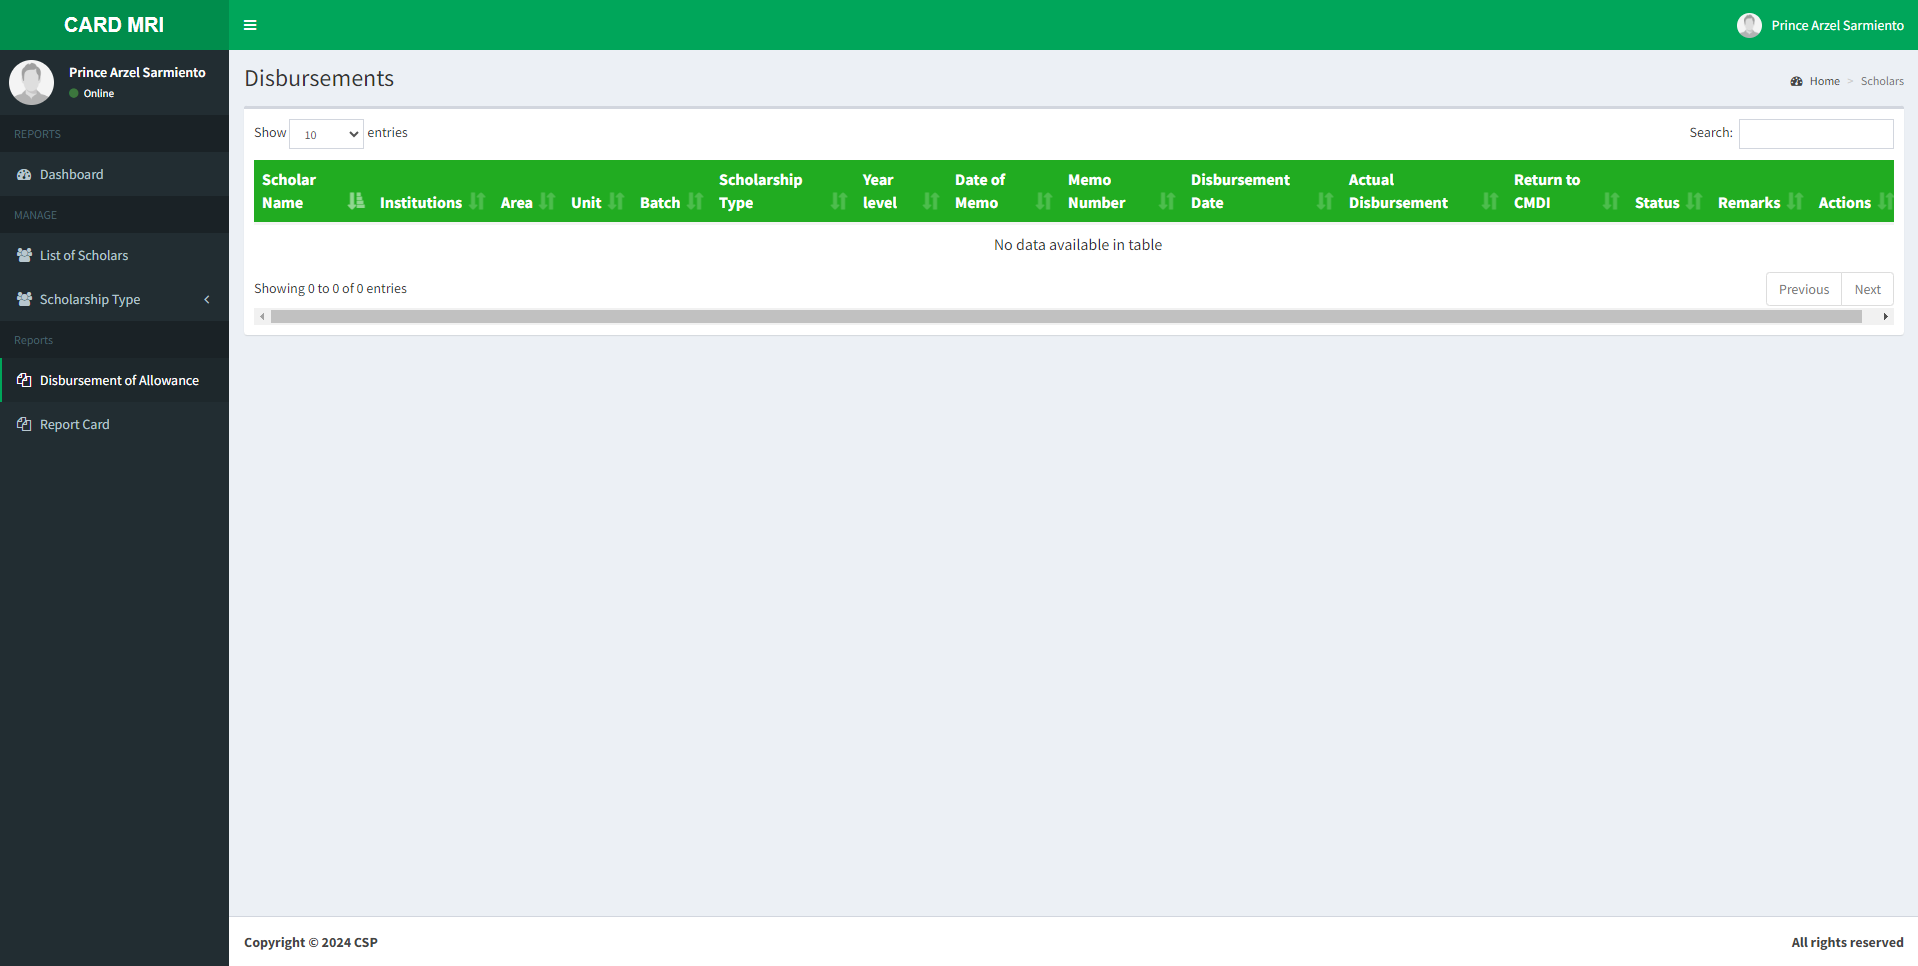 CARD MRI
Prince Arzel Sarmiento
Prince Arzel Sarmiento
Online
REPORTS
Dashboard
MANAGE
List of Scholars
Scholarship Type
Reports
Disbursement of Allowance
Report Card
Disbursements
Home > Scholars
Show 10 entries
Search:
Scholar Name
Institutions
Area
Unit
Batch
Scholarship Type
Year level
Date of Memo
Memo Number
Disbursement Date
Actual Disbursement
Return to CMDI
Status
Remarks
Actions
No data available in table
Showing 0 to 0 of 0 entries
Previous
Next
Copyright © 2024 CSP
All rights reserved